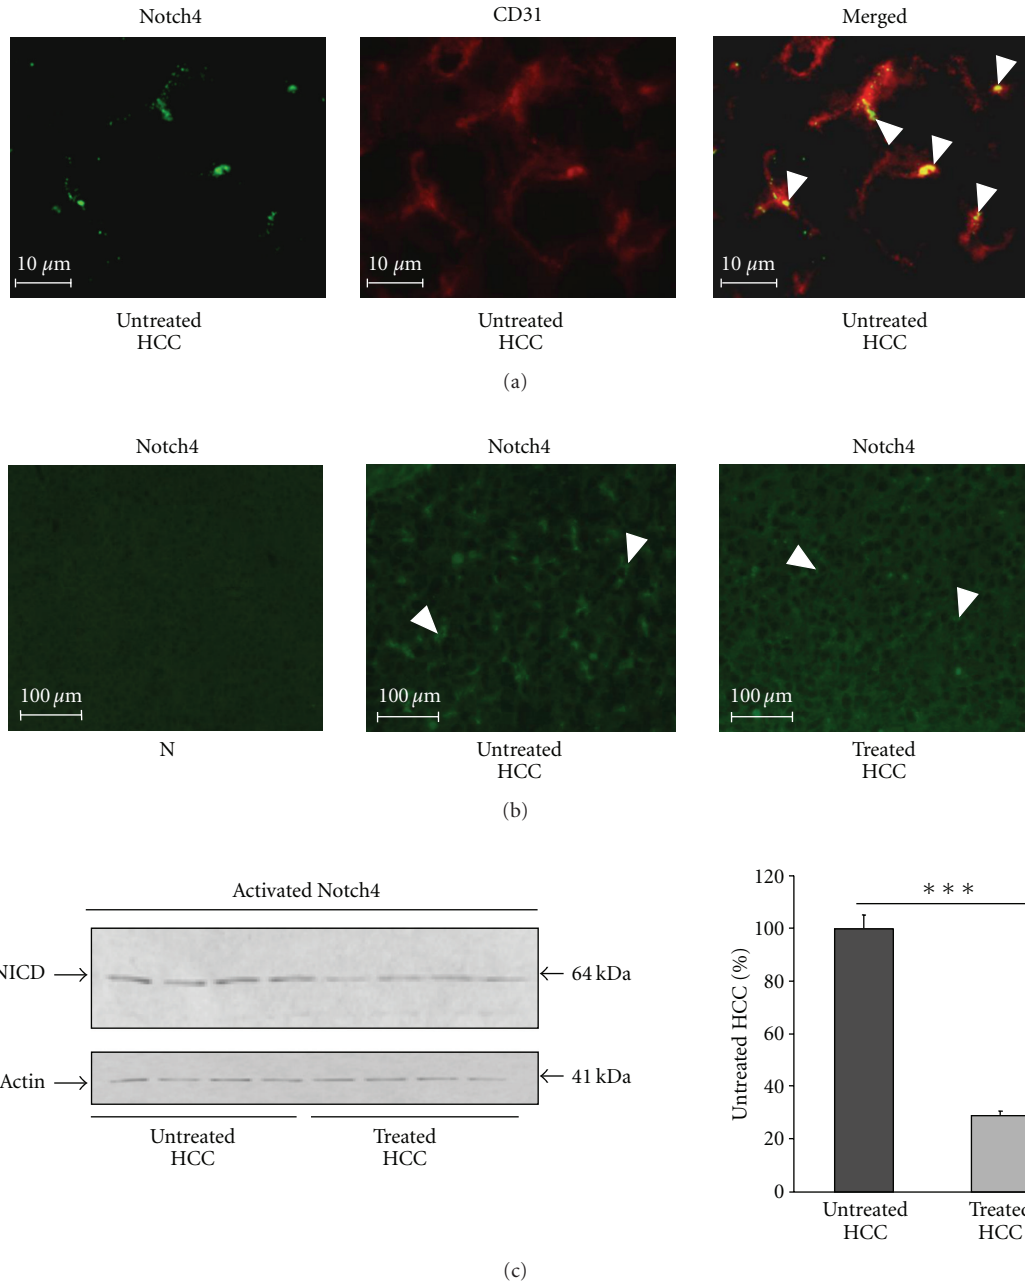 Notch4
CD31
Merged
10 µm
10 µm
10 µm
Untreated
HCC
Untreated
HCC
Untreated
HCC
(a)
Notch4
Notch4
Notch4
100 µm
100 µm
100 µm
N
Untreated
HCC
Treated
HCC
(b)
Activated Notch4
NICD
64 kDa
Actin
41 kDa
Untreated
HCC
Treated
HCC
Untreated HCC (%)
120
100
80
60
40
20
0
∗∗∗
Untreated
HCC
Treated
HCC
(c)